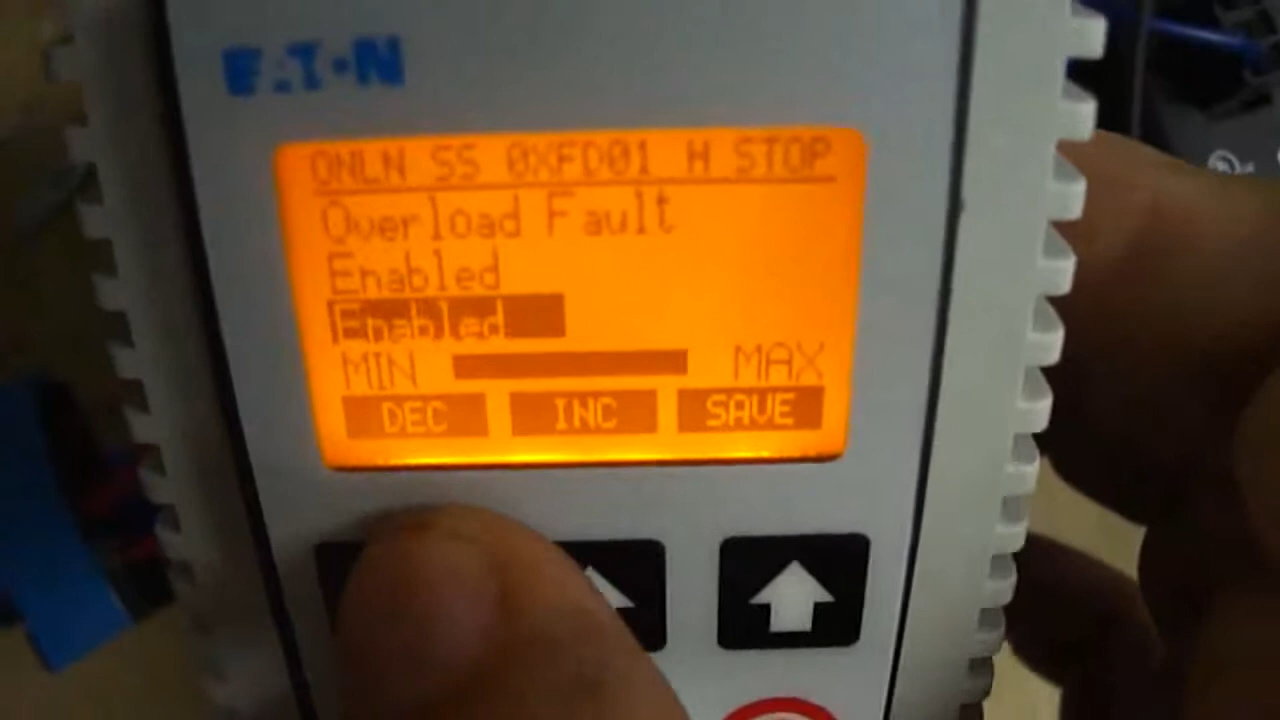 EATON
ONLN SS 0XFD01 H STOP
Overload Fault
Enabled
Enabled
MIN MAX
DEC INC SAVE